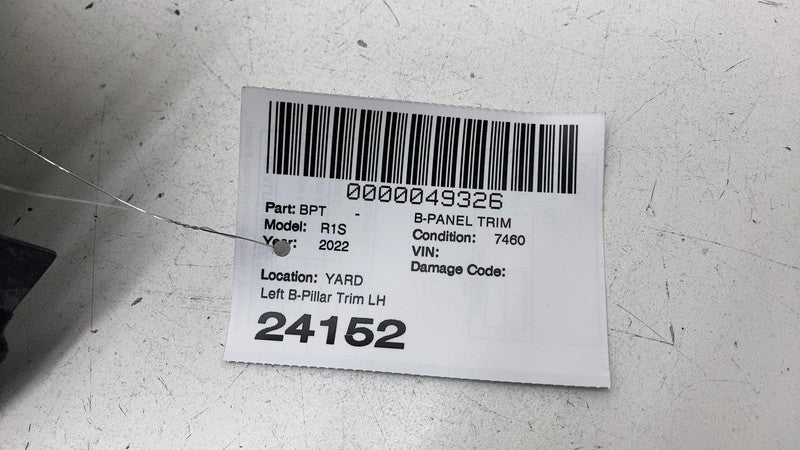 0000049326
Part: BPT - B-PANEL TRIM
Model: R1S Condition: 7460
Year: 2022 VIN:
Damage Code:
Location: YARD
Left B-Pillar Trim LH
24152